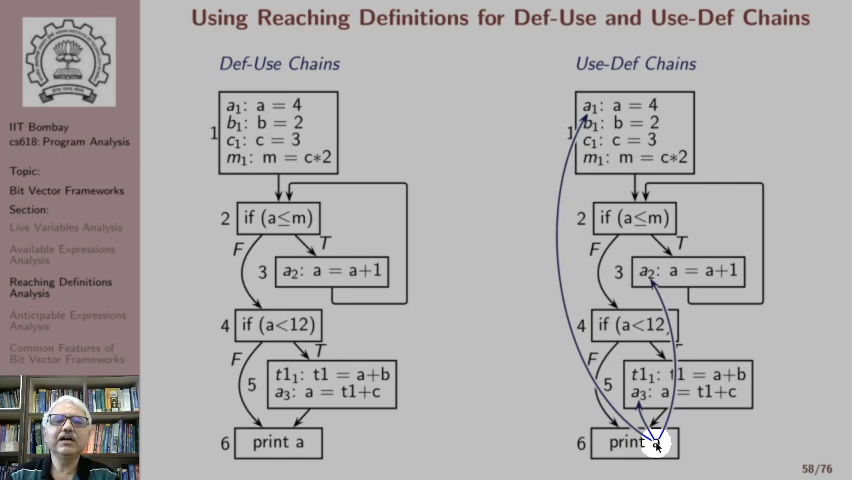 Using Reaching Definitions for Def-Use and Use-Def Chains
IIT Bombay
cs618: Program Analysis
Topic:
Bit Vector Frameworks
Section:
Live Variables Analysis
Available Expressions
Analysis
Reaching Definitions
Analysis
Anticipable Expressions
Analysis
Common Features of
Bit Vector Frameworks
Def-Use Chains
1
a₁: a = 4
b₁: b = 2
c₁: c = 3
m₁: m = c*2
2 if (a≤m)
F T
3 a₂: a = a+1
4 if (a<12)
F T
5
t1₁: t1 = a+b
a₃: a = t1+c
6 print a
Use-Def Chains
1
a₁: a = 4
b₁: b = 2
c₁: c = 3
m₁: m = c*2
2 if (a≤m)
F T
3 a₂: a = a+1
4 if (a<12)
F T
5
t1₁: t1 = a+b
a₃: a = t1+c
6 print a
58/76